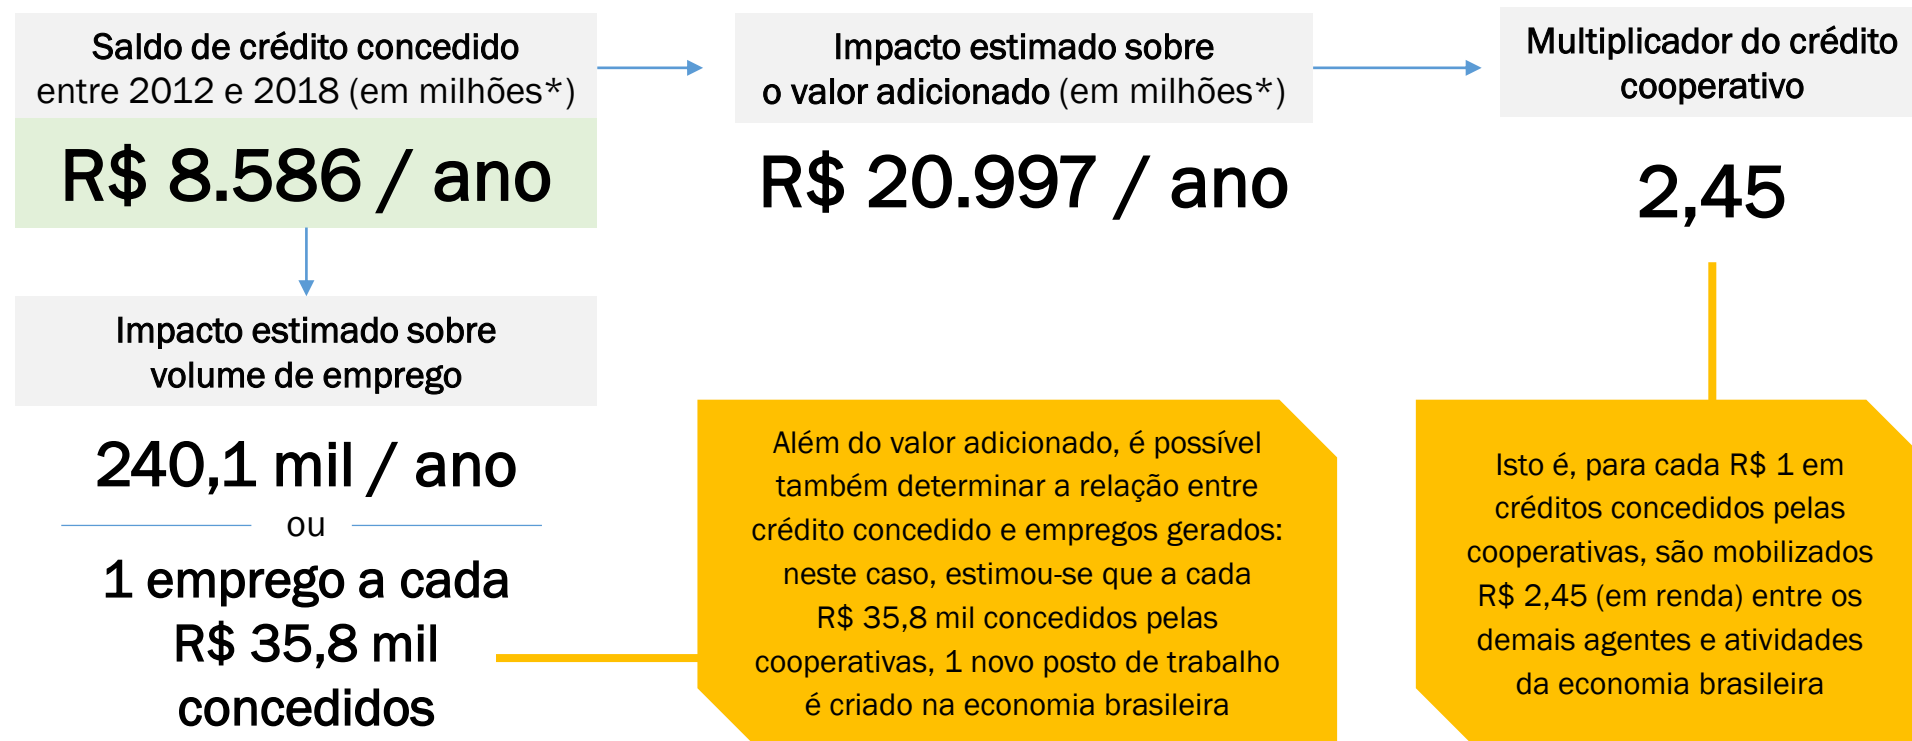 Saldo de crédito concedido
entre 2012 e 2018 (em milhões*)
R$ 8.586 / ano
Impacto estimado sobre
o valor adicionado (em milhões*)
R$ 20.997 / ano
Multiplicador do crédito
cooperativo
2,45
Impacto estimado sobre
volume de emprego
240,1 mil / ano
ou
1 emprego a cada
R$ 35,8 mil
concedidos
Além do valor adicionado, é possível
também determinar a relação entre
crédito concedido e empregos gerados:
neste caso, estimou-se que a cada
R$ 35,8 mil concedidos pelas
cooperativas, 1 novo posto de trabalho
é criado na economia brasileira
Isto é, para cada R$ 1 em
créditos concedidos pelas
cooperativas, são mobilizados
R$ 2,45 (em renda) entre os
demais agentes e atividades
da economia brasileira